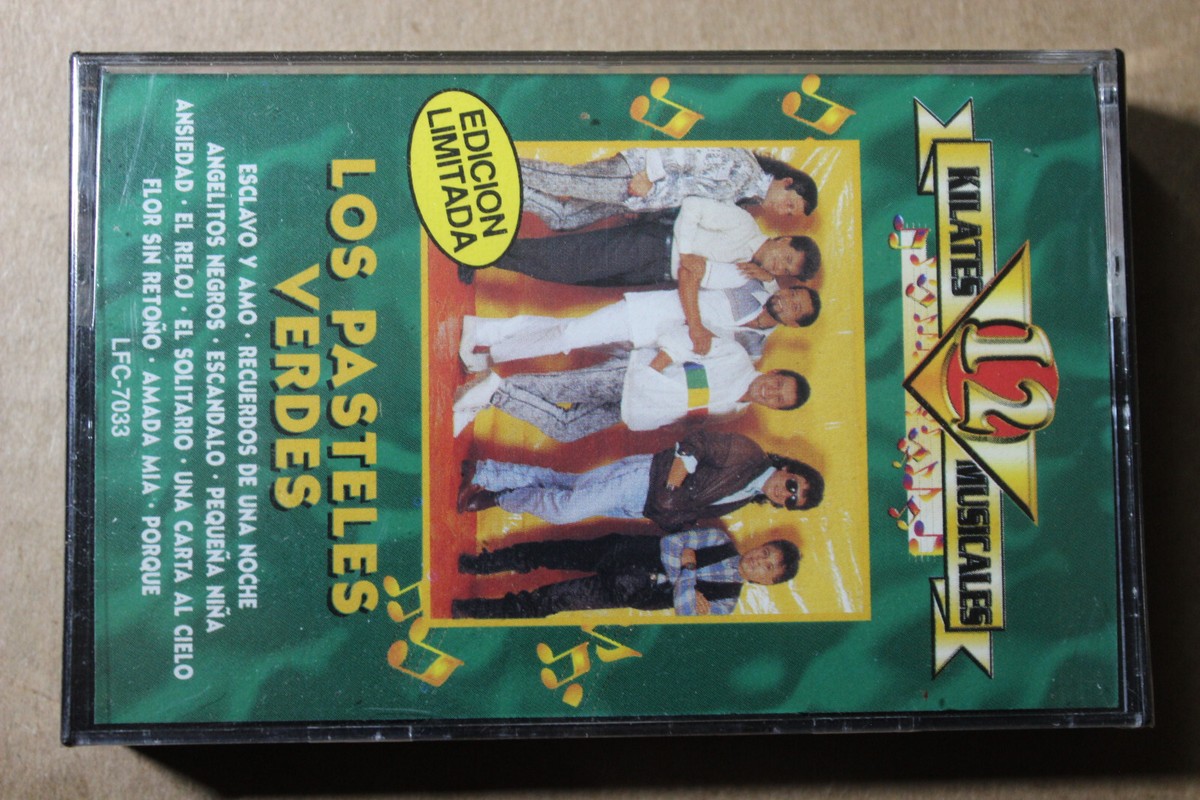 KILATES 12 MUSICALES
EDICION
LIMITADA
LOS PASTELES
VERDES
ESCLAVO Y AMO · RECUERDOS DE UNA NOCHE
ANGELITOS NEGROS · ESCANDALO · PEQUEÑA NIÑA
ANSIEDAD · EL RELOJ · EL SOLITARIO · UNA CARTA AL CIELO
FLOR SIN RETOÑO · AMADA MIA · PORQUE
LFC-7033